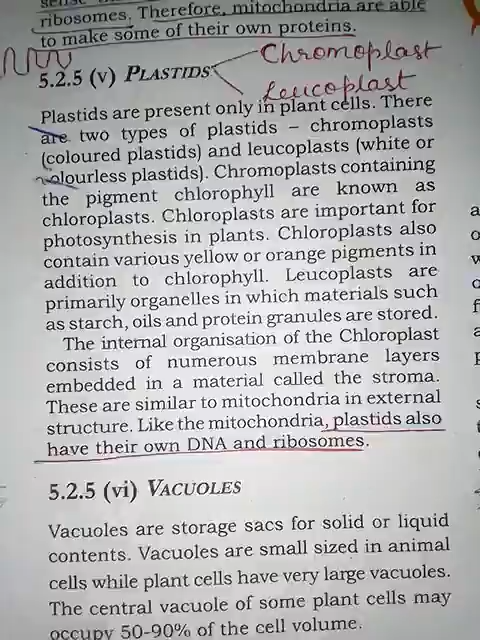 ribosomes. Therefore, mitochondria are able
to make some of their own proteins.
Chromoplast
5.2.5 (v) PLASTIDS
Leucoplast
Plastids are present only in plant cells. There
are two types of plastids – chromoplasts
(coloured plastids) and leucoplasts (white or
colourless plastids). Chromoplasts containing
the pigment chlorophyll are known as
chloroplasts. Chloroplasts are important for
photosynthesis in plants. Chloroplasts also
contain various yellow or orange pigments in
addition to chlorophyll. Leucoplasts are
primarily organelles in which materials such
as starch, oils and protein granules are stored.
The internal organisation of the Chloroplast
consists of numerous membrane layers
embedded in a material called the stroma.
These are similar to mitochondria in external
structure. Like the mitochondria, plastids also
have their own DNA and ribosomes.
5.2.5 (vi) VACUOLES
Vacuoles are storage sacs for solid or liquid
contents. Vacuoles are small sized in animal
cells while plant cells have very large vacuoles.
The central vacuole of some plant cells may
occupy 50-90% of the cell volume.